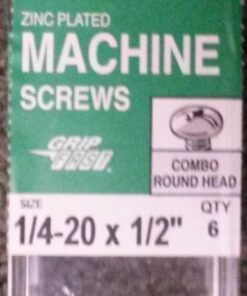 ZINC PLATED
MACHINE
SCREWS
GRIP
FAST
COMBO
ROUND HEAD
SIZE
QTY
1/4-20 x 1/2"
6